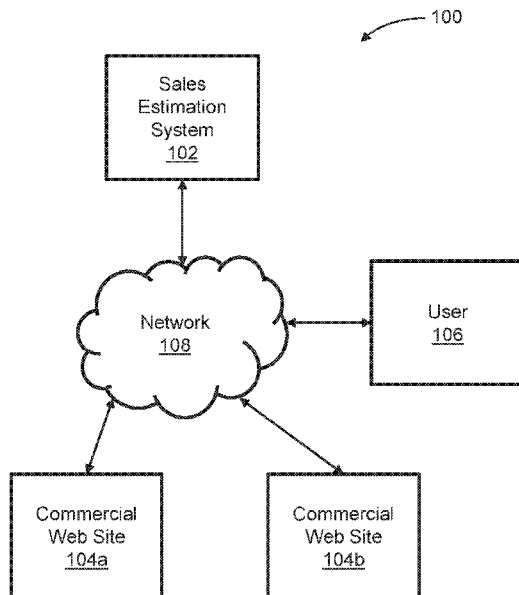 100
Sales
Estimation
System
102
Network
108
User
106
Commercial
Web Site
104a
Commercial
Web Site
104b